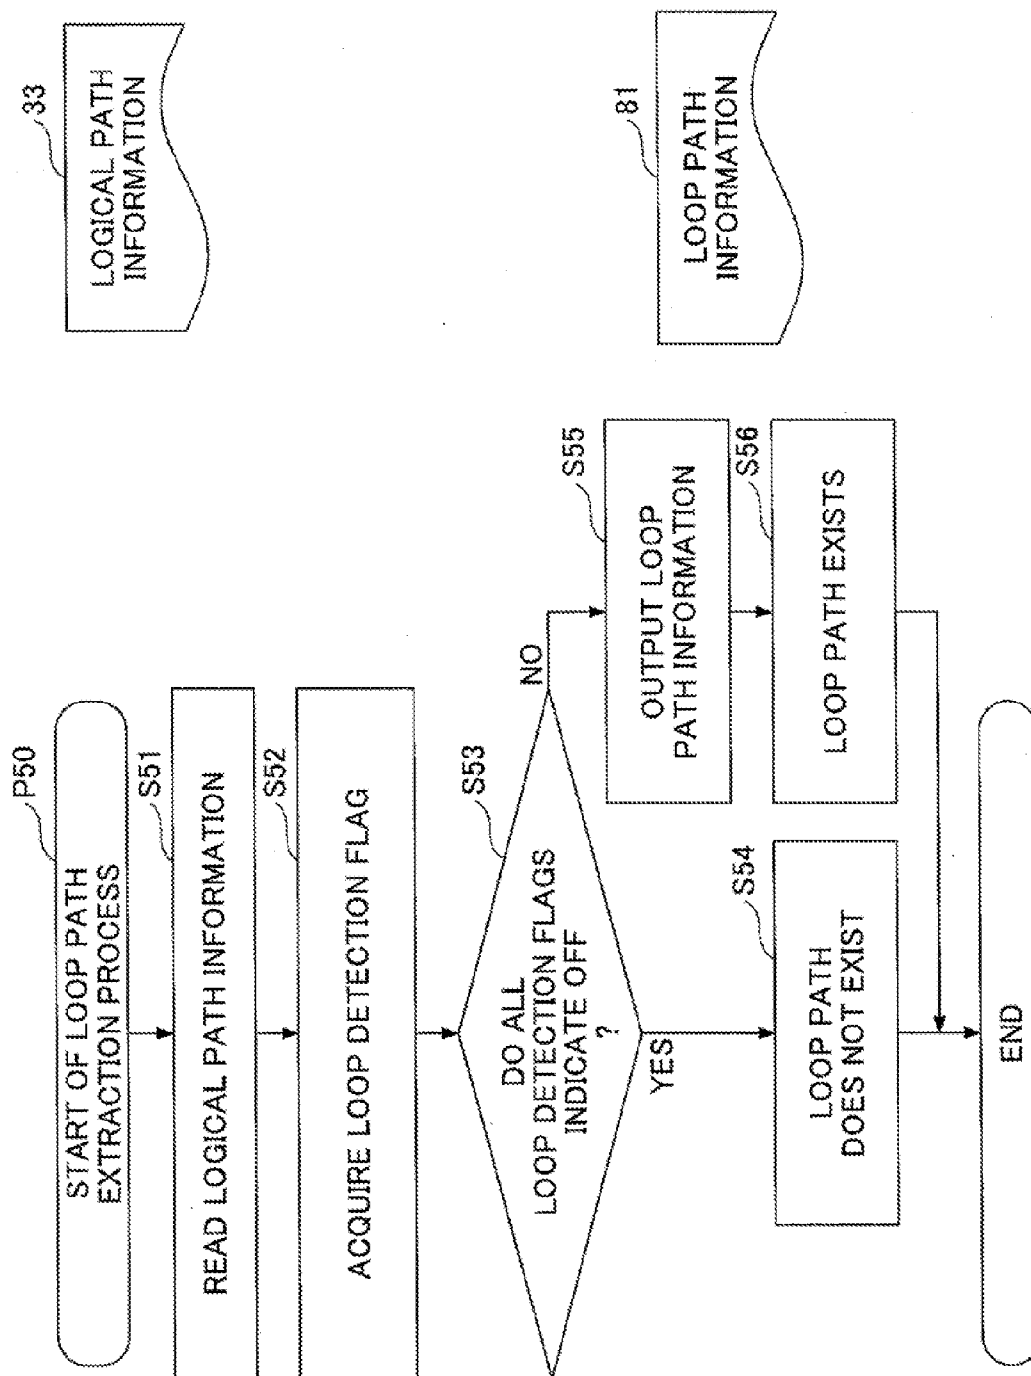 P50
START OF LOOP PATH
EXTRACTION PROCESS
S51
READ LOGICAL PATH INFORMATION
33
LOGICAL PATH
INFORMATION
S52
ACQUIRE LOOP DETECTION FLAG
S53
DO ALL
LOOP DETECTION FLAGS
INDICATE OFF
?
NO
YES
S55
OUTPUT LOOP
PATH INFORMATION
81
LOOP PATH
INFORMATION
S54
LOOP PATH
DOES NOT EXIST
S56
LOOP PATH EXISTS
END